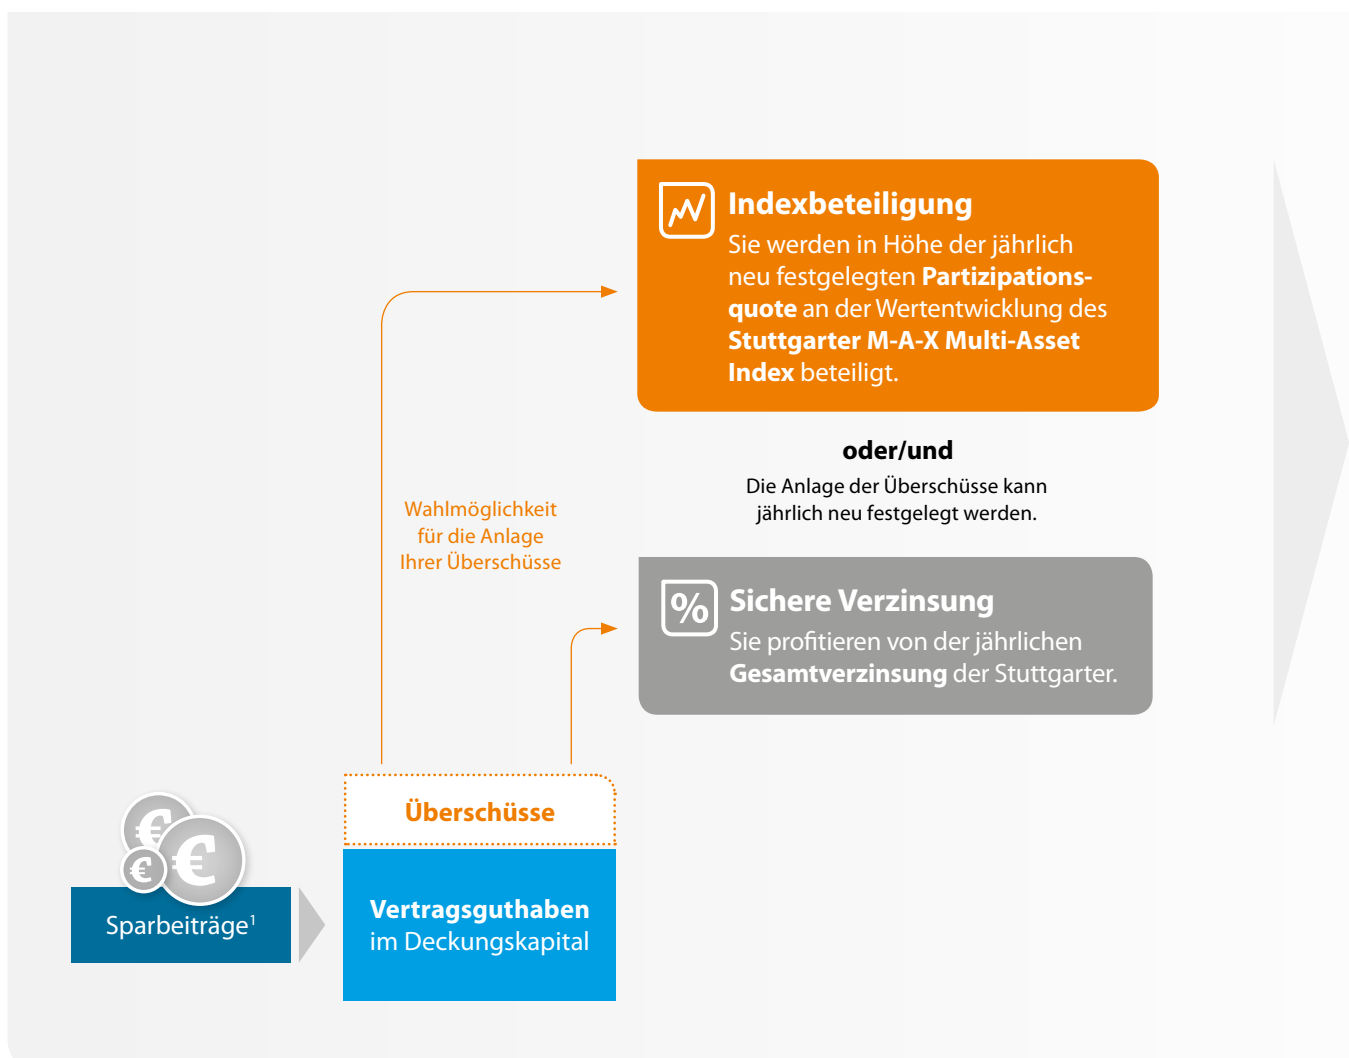 Indexbeteiligung
Sie werden in Höhe der jährlich
neu festgelegten Partizipations-
quote an der Wertentwicklung des
Stuttgarter M-A-X Multi-Asset
Index beteiligt.
oder/und
Die Anlage der Überschüsse kann
jährlich neu festgelegt werden.
Wahlmöglichkeit
für die Anlage
Ihrer Überschüsse
%
Sichere Verzinsung
Sie profitieren von der jährlichen
Gesamtverzinsung der Stuttgarter.
Überschüsse
€
€
€
Sparbeiträge¹
Vertragsguthaben
im Deckungskapital